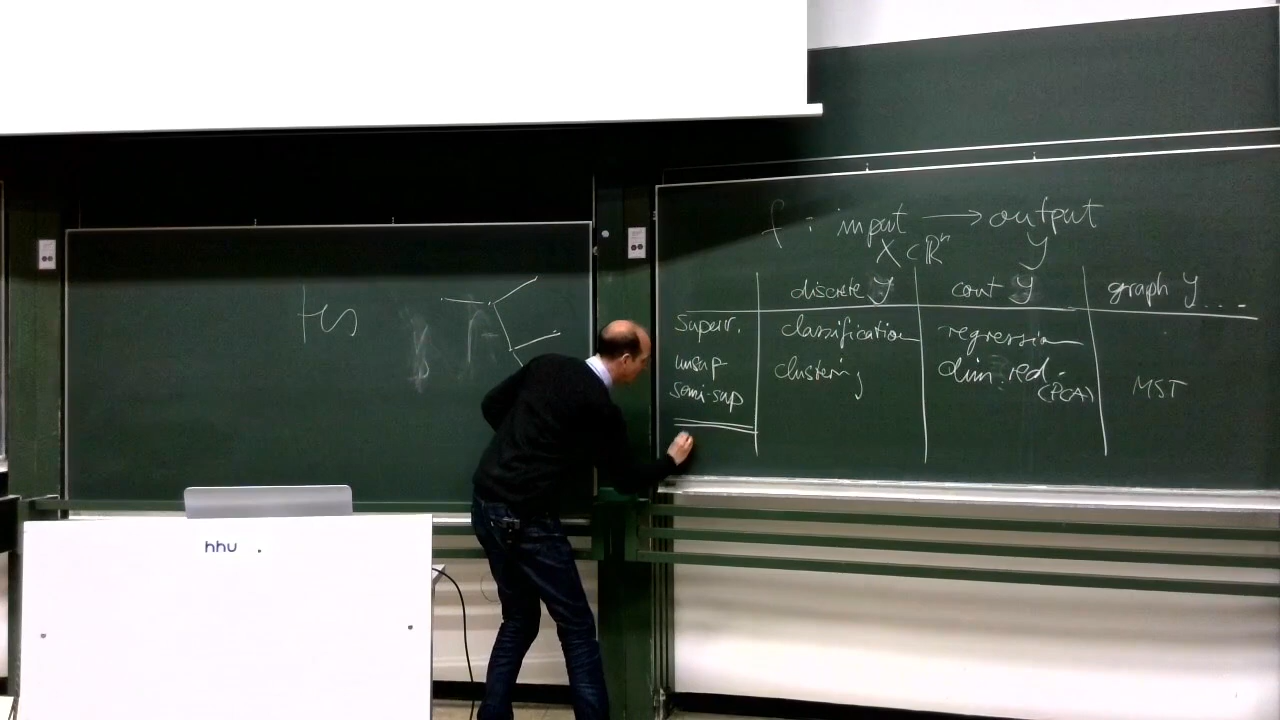 f : input → output
X ⊂ ℝⁿ Y
discrete Y cont Y graph Y ....
Superv. classification regression
unsup clustering dim. red.
semi-sup (PCA) MST
hhu .